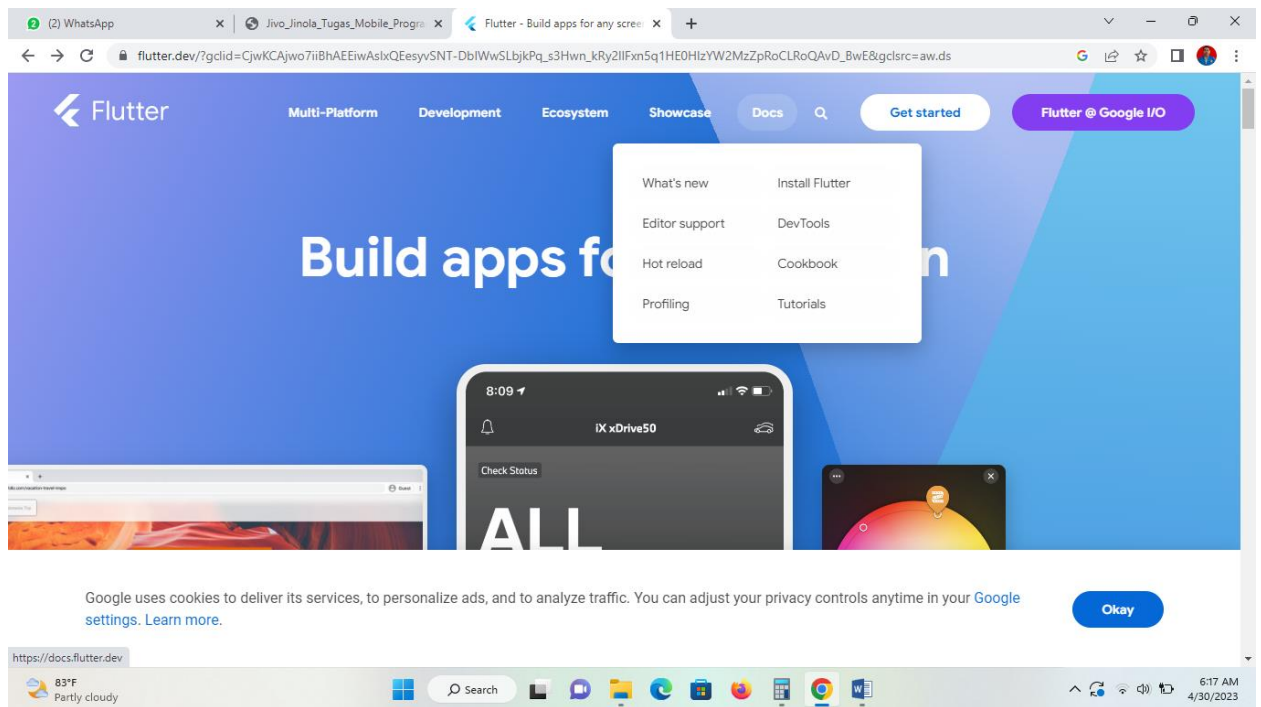 (2) WhatsApp
Jivo_Jinola_Tugas_Mobile_Progra
Flutter - Build apps for any scree
flutter.dev/?gclid=CjwKCAjwo7iiBhAEEiwAsIxQEesyvSNT-DbIWwSLbjkPq_s3Hwn_kRy2IIFxn5q1HE0HIzYW2MzZpRoCLRoQAvD_BwE&gclsrc=aw.ds
Flutter
Multi-Platform Development Ecosystem Showcase Docs Get started Flutter @ Google I/O
What's new Install Flutter
Editor support DevTools
Hot reload Cookbook
Profiling Tutorials
Build apps fo n
8:09
iX xDrive50
Check Status
ALL
Guest
Google uses cookies to deliver its services, to personalize ads, and to analyze traffic. You can adjust your privacy controls anytime in your Google
settings. Learn more.
Okay
https://docs.flutter.dev
83°F
Partly cloudy
Search
6:17 AM
4/30/2023